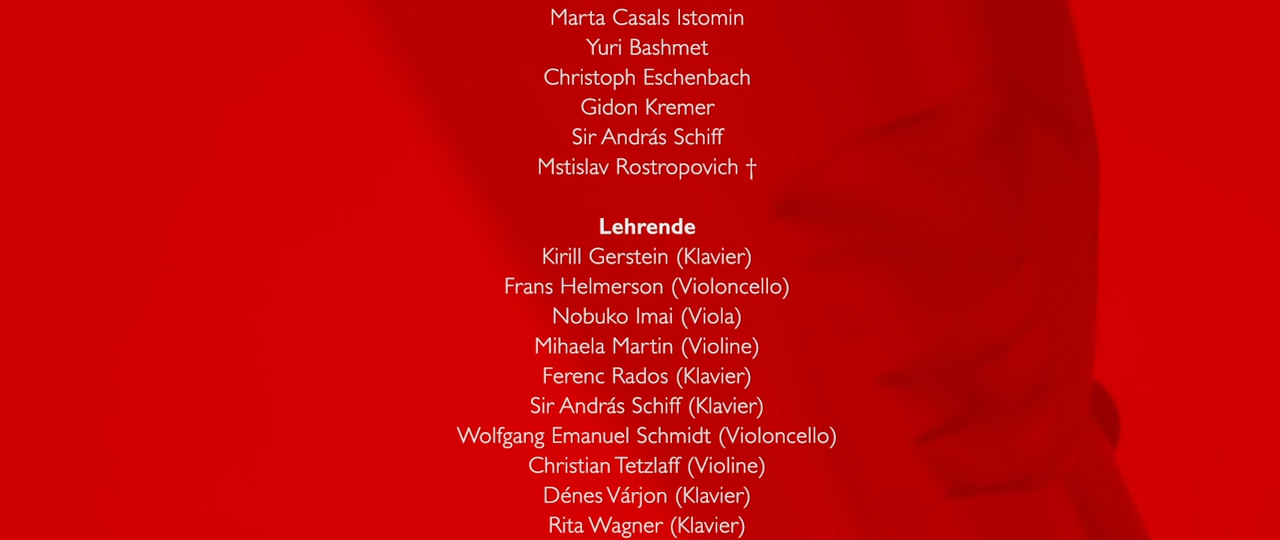 Marta Casals Istomin
Yuri Bashmet
Christoph Eschenbach
Gidon Kremer
Sir András Schiff
Mstislav Rostropovich †
Lehrende
Kirill Gerstein (Klavier)
Frans Helmerson (Violoncello)
Nobuko Imai (Viola)
Mihaela Martin (Violine)
Ferenc Rados (Klavier)
Sir András Schiff (Klavier)
Wolfgang Emanuel Schmidt (Violoncello)
Christian Tetzlaff (Violine)
Dénes Várjon (Klavier)
Rita Wagner (Klavier)